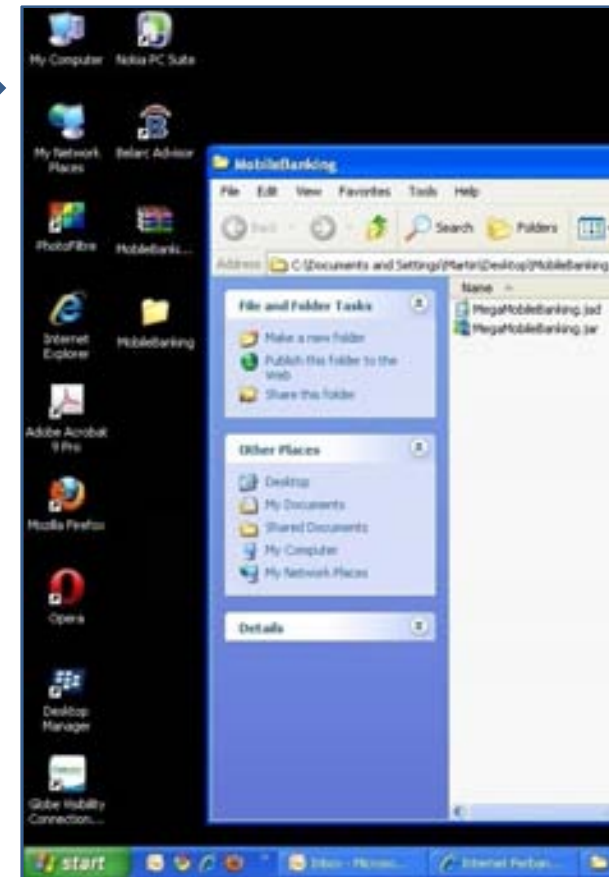 My Computer
Nokia PC Suite
My Network
Places
Belarc Advisor
PhotoFiltre
MobileBanki...
Internet
Explorer
MobileBanking
Adobe Acrobat
9 Pro
Mozilla Firefox
Opera
Desktop
Manager
Globe Visibility
Connection...
MobileBanking
File Edit View Favorites Tools Help
Back Search Folders
Address C:\Documents and Settings\Martin\Desktop\MobileBanking
Name
MegaMobileBanking.jad
MegaMobileBanking.jar
File and Folder Tasks
Make a new folder
Publish this folder to the
Web
Share this folder
Other Places
Desktop
My Documents
Shared Documents
My Computer
My Network Places
Details
start Inbox - Microso... Internet Perban...